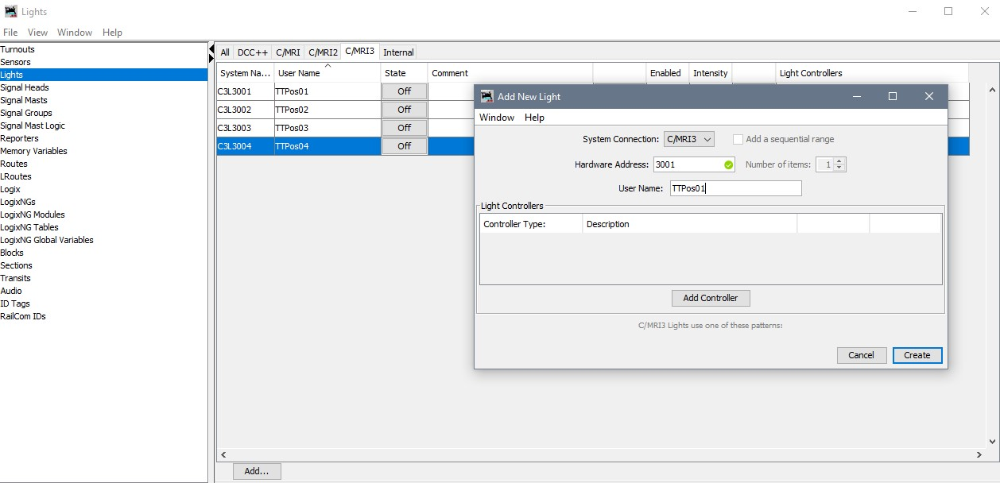 Lights
File View Window Help
Turnouts
Sensors
Lights
Signal Heads
Signal Masts
Signal Groups
Signal Mast Logic
Reporters
Memory Variables
Routes
LRoutes
Logix
LogixNGs
LogixNG Modules
LogixNG Tables
LogixNG Global Variables
Blocks
Sections
Transits
Audio
ID Tags
RailCom IDs
All DCC++ C/MRI C/MRI2 C/MRI3 Internal
System Na... User Name State Comment Enabled Intensity Light Controllers
C3L3001 TTPos01 Off
C3L3002 TTPos02 Off
C3L3003 TTPos03 Off
C3L3004 TTPos04 Off
Add...
Add New Light
Window Help
System Connection: C/MRI3 Add a sequential range
Hardware Address: 3001 Number of items: 1
User Name: TTPos01
Light Controllers
Controller Type: Description
Add Controller
C/MRI3 Lights use one of these patterns:
Cancel Create